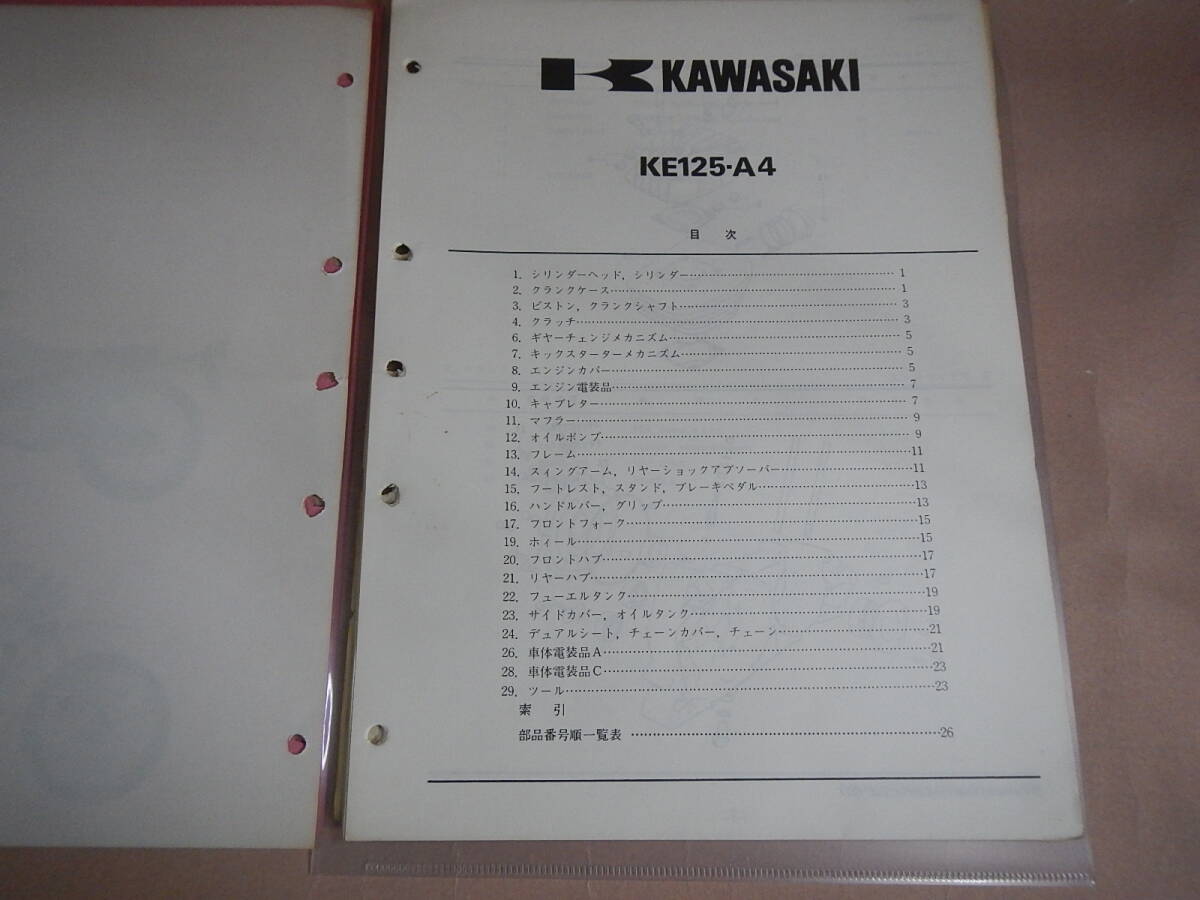 KAWASAKI
KE125-A4
目 次
1. シリンダーヘッド, シリンダー……………………………………1
2. クランクケース……………………………………1
3. ピストン, クランクシャフト……………………………………3
4. クラッチ……………………………………3
6. ギヤーチェンジメカニズム……………………………………5
7. キックスターターメカニズム……………………………………5
8. エンジンカバー……………………………………5
9. エンジン電装品……………………………………7
10. キャブレター……………………………………7
11. マフラー……………………………………9
12. オイルポンプ……………………………………9
13. フレーム……………………………………11
14. スィングアーム, リヤーショックアブソーバー……………………………………11
15. フートレスト, スタンド, ブレーキペダル……………………………………13
16. ハンドルバー, グリップ……………………………………13
17. フロントフォーク……………………………………15
19. ホィール……………………………………15
20. フロントハブ……………………………………17
21. リヤーハブ……………………………………17
22. フューエルタンク……………………………………19
23. サイドカバー, オイルタンク……………………………………19
24. デュアルシート, チェーンカバー, チェーン……………………………………21
26. 車体電装品A……………………………………21
28. 車体電装品C……………………………………23
29. ツール……………………………………23
索 引
部品番号順一覧表 ……………………………………26